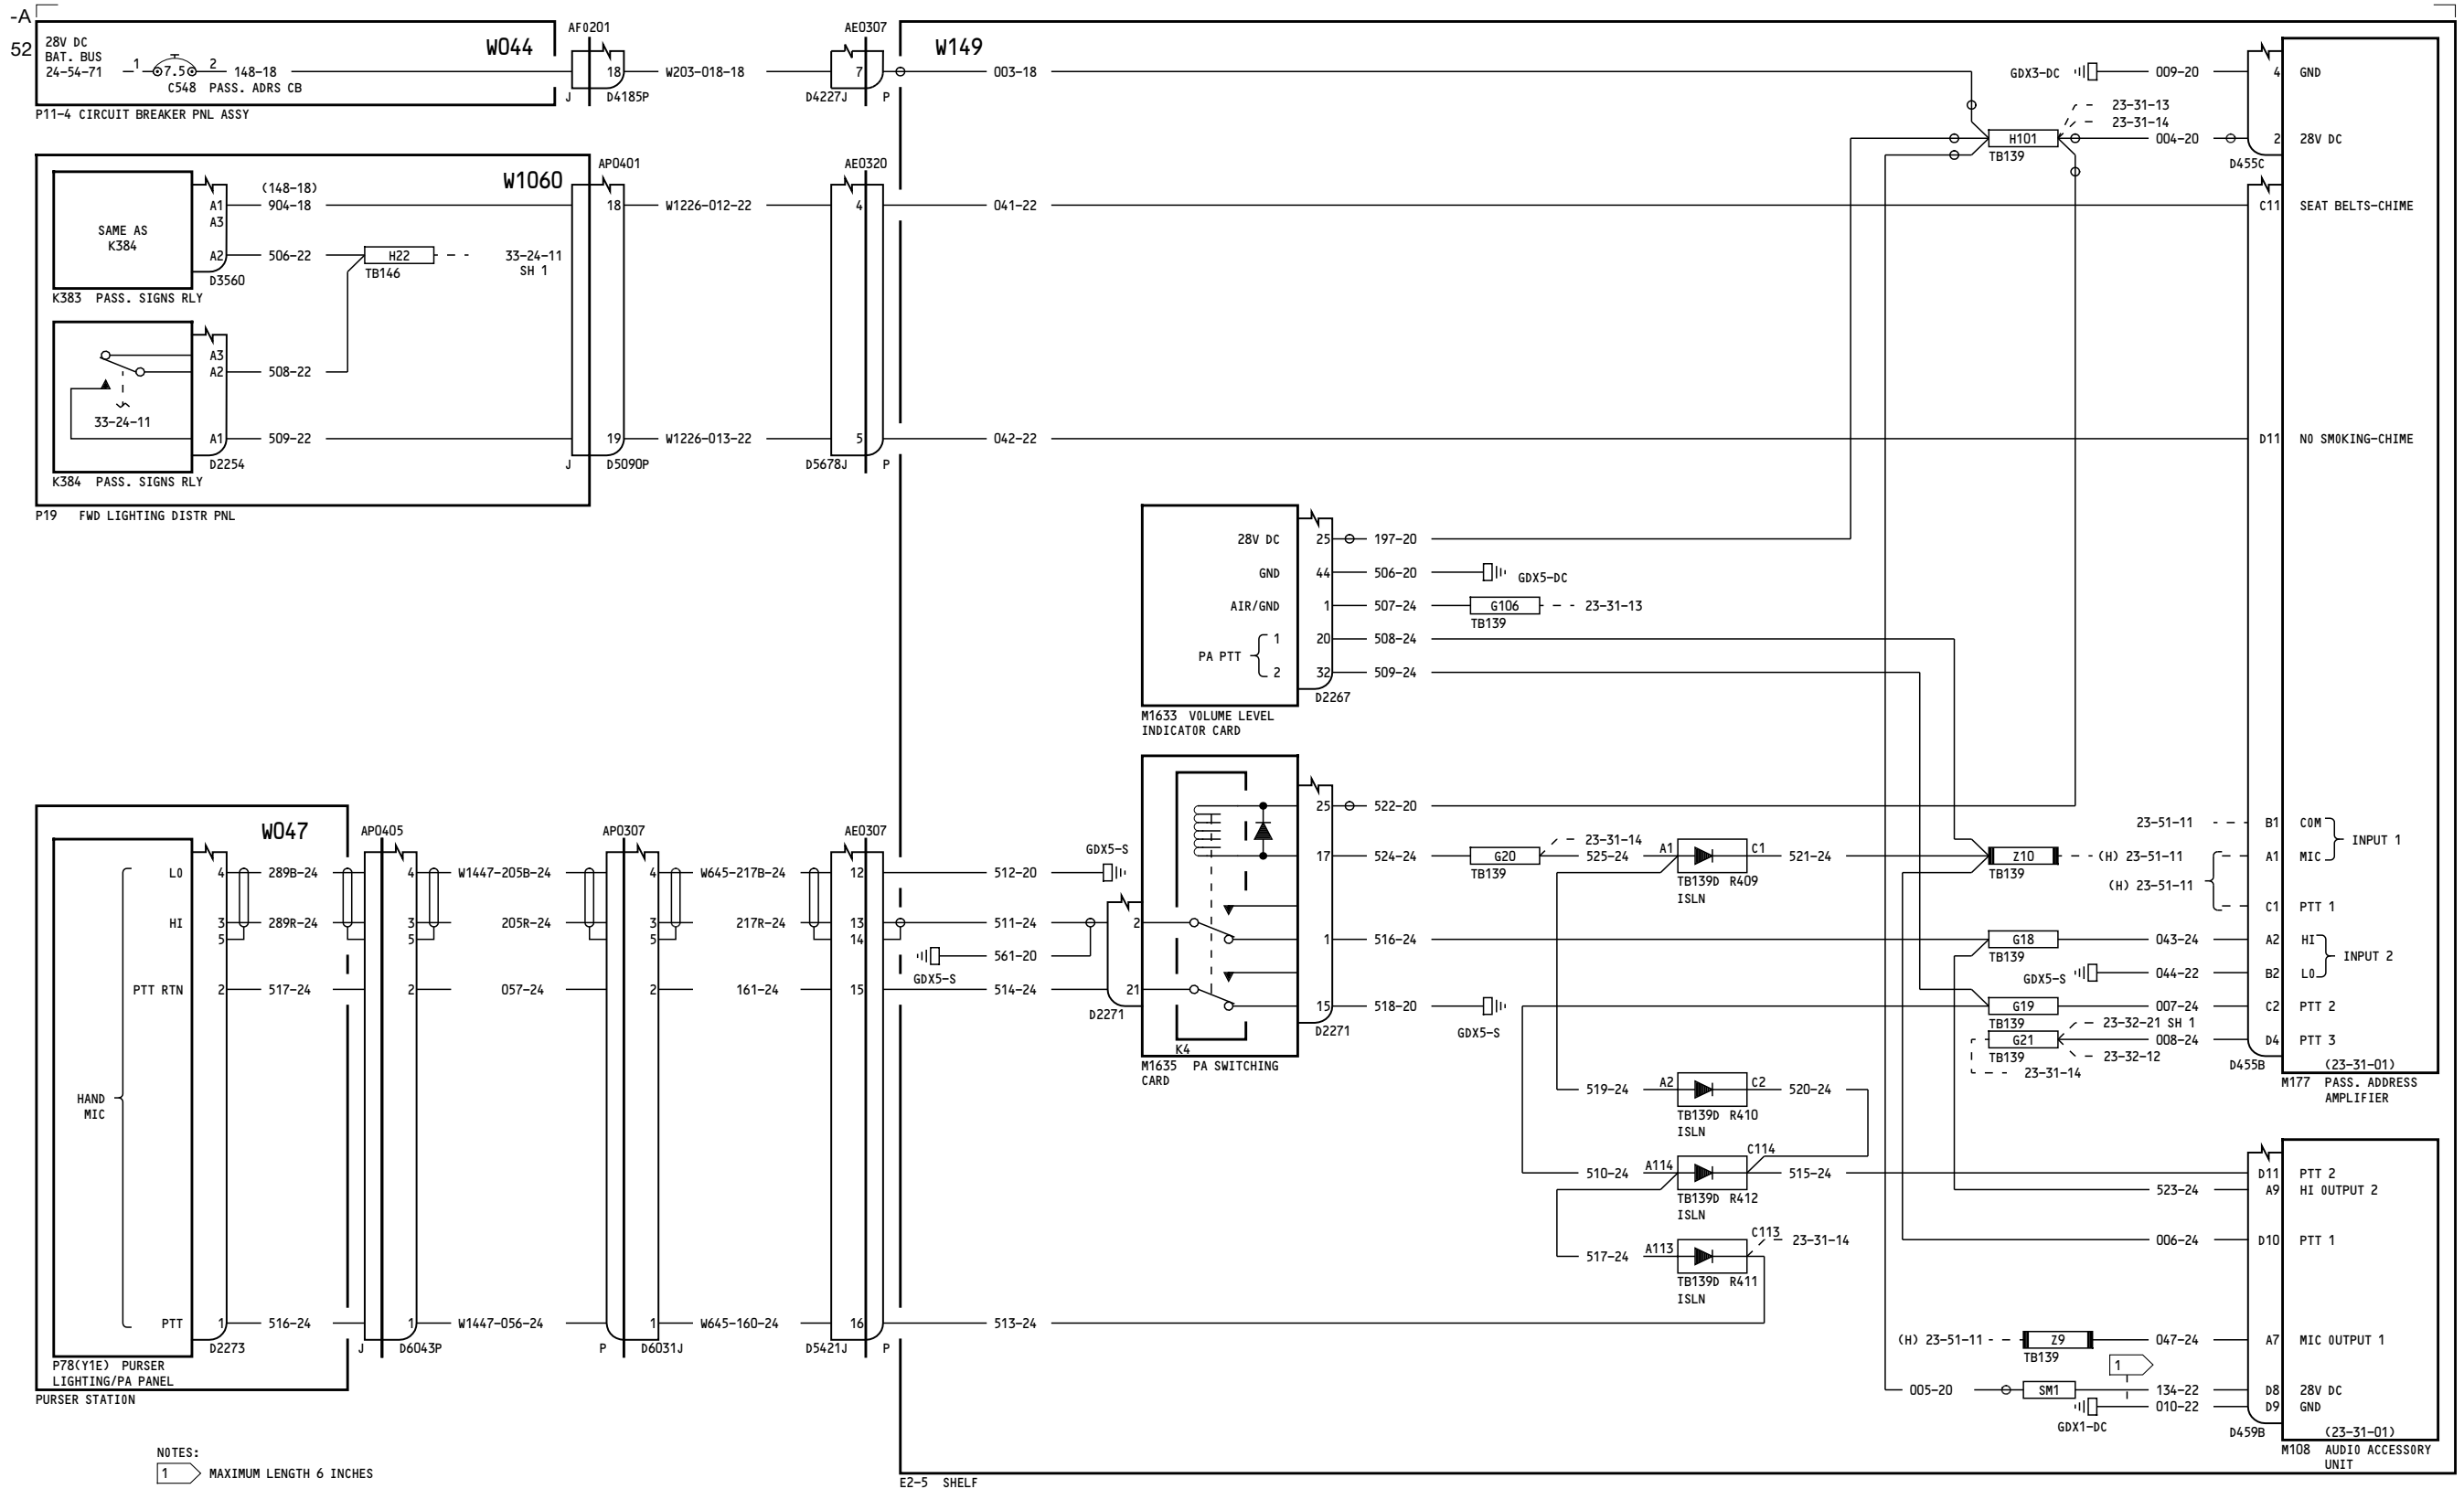 -A
52
28V DC
BAT. BUS
24-54-71
1
7.5
2
148-18
C548 PASS. ADRS CB
W044
P11-4 CIRCUIT BREAKER PNL ASSY
AF0201
18
J
D4185P
W203-018-18
AE0307
7
D4227J
P
W149
003-18
GDX3-DC
009-20
4
GND
23-31-13
23-31-14
H101
TB139
004-20
2
28V DC
D455C
W1060
SAME AS
K384
A1
A3
A2
(148-18)
904-18
506-22
H22
TB146
33-24-11
SH 1
D3560
K383 PASS. SIGNS RLY
A3
A2
A1
508-22
33-24-11
509-22
D2254
K384 PASS. SIGNS RLY
P19 FWD LIGHTING DISTR PNL
AP0401
18
19
J
D5090P
W1226-012-22
W1226-013-22
AE0320
4
5
D5678J
P
041-22
042-22
C11
SEAT BELTS-CHIME
D11
NO SMOKING-CHIME
28V DC
25
197-20
GND
44
506-20
GDX5-DC
AIR/GND
1
507-24
G106
TB139
23-31-13
PA PTT
1
20
508-24
2
32
509-24
D2267
M1633 VOLUME LEVEL
INDICATOR CARD
25
522-20
17
524-24
G20
TB139
23-31-14
525-24
A1
C1
TB139D R409
ISLN
521-24
Z10
TB139
(H) 23-51-11
23-51-11
B1
COM
A1
MIC
INPUT 1
(H) 23-51-11
C1
PTT 1
1
516-24
G18
TB139
043-24
A2
HI
INPUT 2
GDX5-S
044-22
B2
LO
15
518-20
GDX5-S
G19
TB139
007-24
C2
PTT 2
G21
TB139
23-32-21 SH 1
008-24
23-32-12
23-31-14
D4
PTT 3
D455B
(23-31-01)
M177 PASS. ADDRESS
AMPLIFIER
D2271
D2271
K4
M1635 PA SWITCHING
CARD
2
21
W047
HAND
MIC
LO
4
289B-24
HI
3
289R-24
5
PTT RTN
2
517-24
PTT
1
516-24
D2273
P78(Y1E) PURSER
LIGHTING/PA PANEL
PURSER STATION
AP0405
4
3
5
2
1
J
D6043P
W1447-205B-24
205R-24
057-24
W1447-056-24
AP0307
4
3
5
2
1
P
D6031J
W645-217B-24
217R-24
161-24
W645-160-24
AE0307
12
13
14
15
16
D5421J
P
512-20
GDX5-S
511-24
561-20
GDX5-S
514-24
513-24
519-24
A2
C2
520-24
TB139D R410
ISLN
510-24
A114
C114
515-24
TB139D R412
ISLN
517-24
A113
C113
23-31-14
TB139D R411
ISLN
D11
PTT 2
523-24
A9
HI OUTPUT 2
006-24
D10
PTT 1
(H) 23-51-11
Z9
TB139
047-24
A7
MIC OUTPUT 1
1
005-20
SM1
134-22
D8
28V DC
010-22
D9
GND
GDX1-DC
D459B
(23-31-01)
M108 AUDIO ACCESSORY
UNIT
E2-5 SHELF
NOTES:
1
MAXIMUM LENGTH 6 INCHES